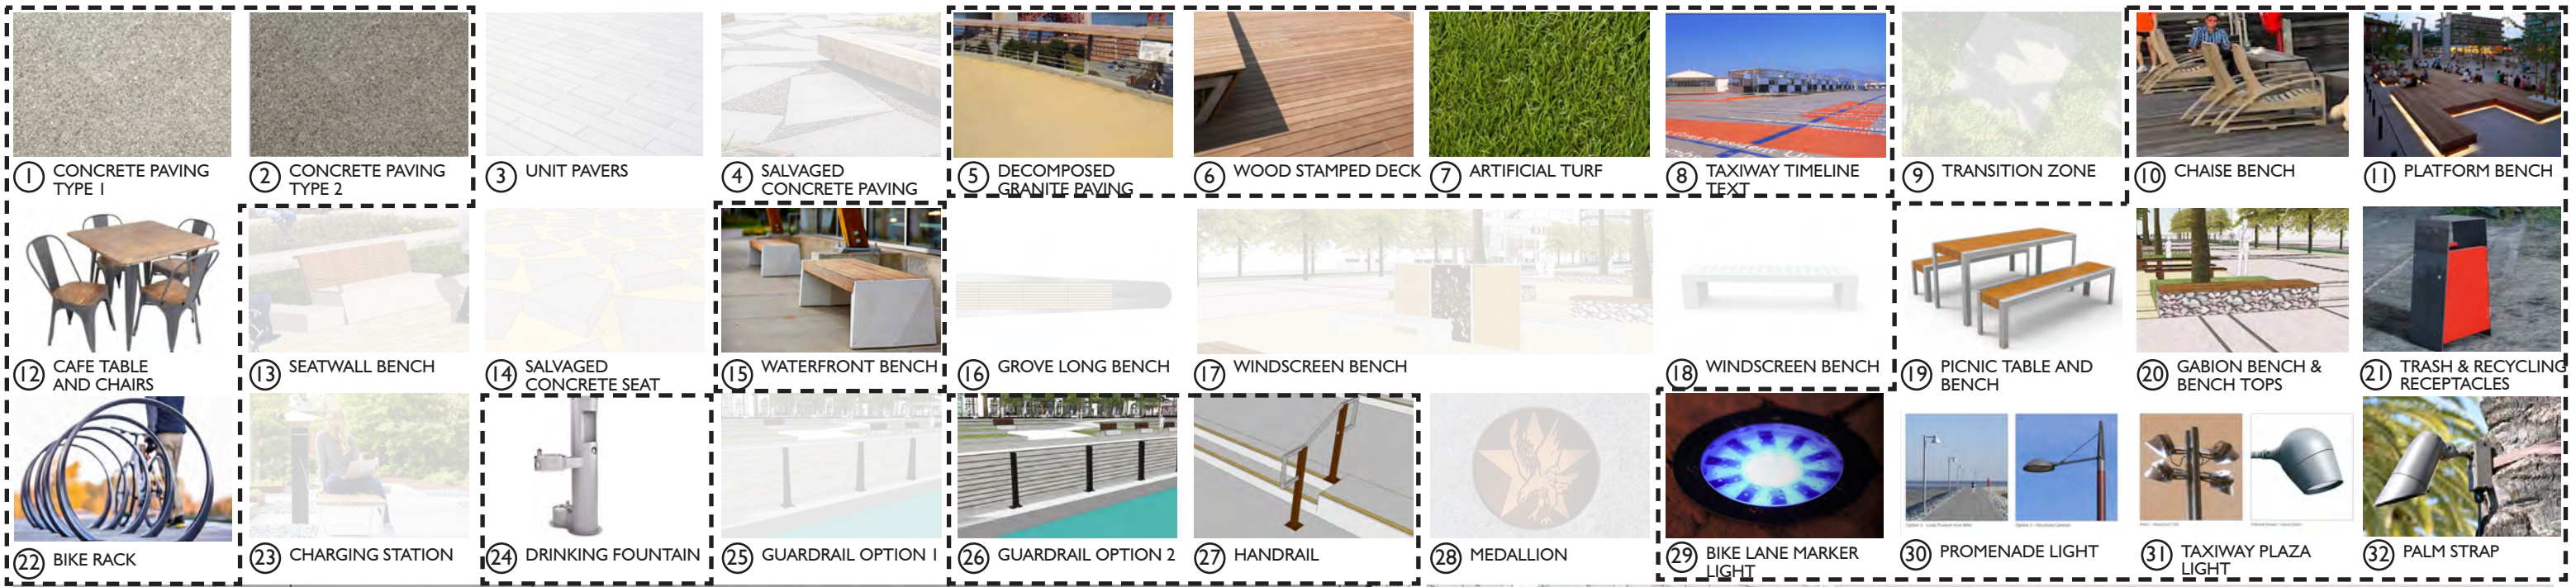 1 CONCRETE PAVING
TYPE 1
2 CONCRETE PAVING
TYPE 2
3 UNIT PAVERS
4 SALVAGED
CONCRETE PAVING
5 DECOMPOSED
GRANITE PAVING
6 WOOD STAMPED DECK
7 ARTIFICIAL TURF
8 TAXIWAY TIMELINE
TEXT
9 TRANSITION ZONE
10 CHAISE BENCH
11 PLATFORM BENCH
12 CAFE TABLE
AND CHAIRS
13 SEATWALL BENCH
14 SALVAGED
CONCRETE SEAT
15 WATERFRONT BENCH
16 GROVE LONG BENCH
17 WINDSCREEN BENCH
18 WINDSCREEN BENCH
19 PICNIC TABLE AND
BENCH
20 GABION BENCH &
BENCH TOPS
21 TRASH & RECYCLING
RECEPTACLES
22 BIKE RACK
23 CHARGING STATION
24 DRINKING FOUNTAIN
25 GUARDRAIL OPTION 1
26 GUARDRAIL OPTION 2
27 HANDRAIL
28 MEDALLION
29 BIKE LANE MARKER
LIGHT
30 PROMENADE LIGHT
31 TAXIWAY PLAZA
LIGHT
32 PALM STRAP